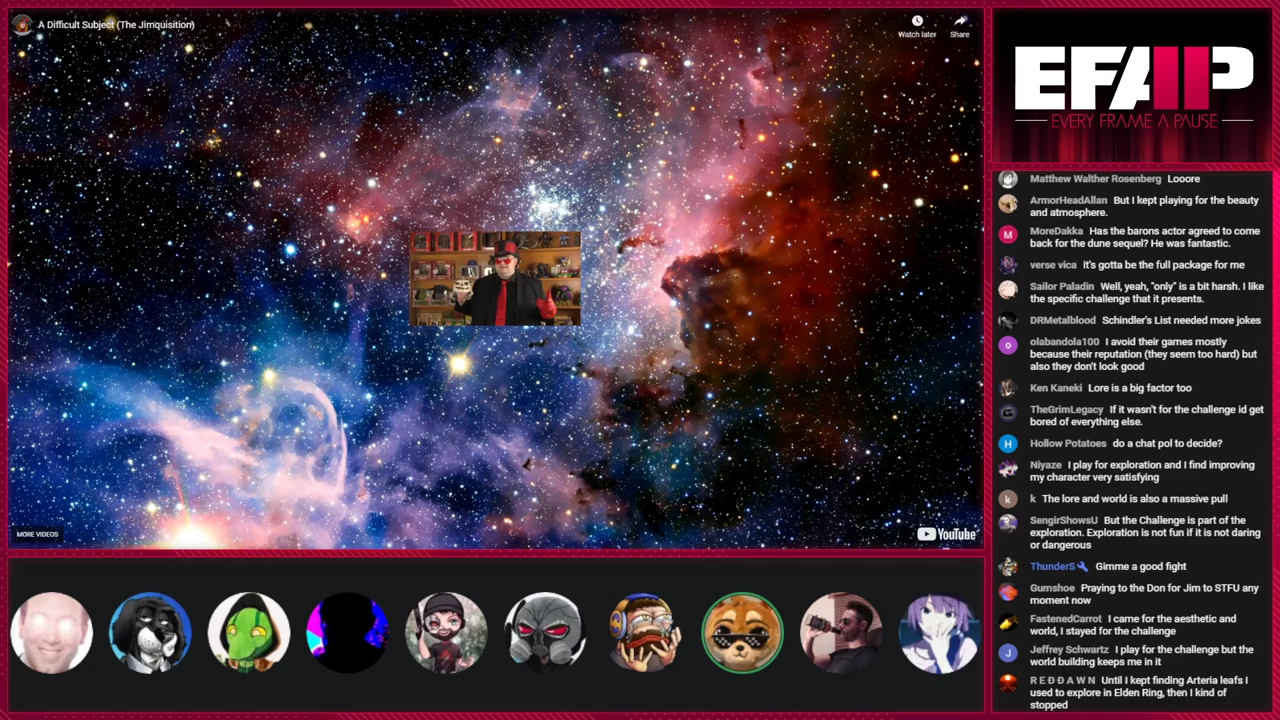 A Difficult Subject (The Jimquisition)
Watch later
Share
MORE VIDEOS
YouTube
EFAP
EVERY FRAME A PAUSE
Matthew Walther Rosenberg Looore
ArmorHeadAllan But I kept playing for the beauty
and atmosphere.
M
MoreDakka Has the barons actor agreed to come
back for the dune sequel? He was fantastic.
verse vica it's gotta be the full package for me
Sailor Paladin Well, yeah, "only" is a bit harsh. I like
the specific challenge that it presents.
DRMetalblood Schindler's List needed more jokes
o
olabandola100 I avoid their games mostly
because their reputation (they seem too hard) but
also they don't look good
Ken Kaneki Lore is a big factor too
TheGrimLegacy If it wasn't for the challenge id get
bored of everything else.
H
Hollow Potatoes do a chat pol to decide?
Niyaze I play for exploration and I find improving
my character very satisfying
k
k The lore and world is also a massive pull
SengirShowsU But the Challenge is part of the
exploration. Exploration is not fun if it is not daring
or dangerous
ThunderS Gimme a good fight
Gumshoe Praying to the Don for Jim to STFU any
moment now
FastenedCarrot I came for the aesthetic and
world, I stayed for the challenge
J
Jeffrey Schwartz I play for the challenge but the
world building keeps me in it
R E Đ Đ A W N Until I kept finding Arteria leafs I
used to explore in Elden Ring, then I kind of
stopped